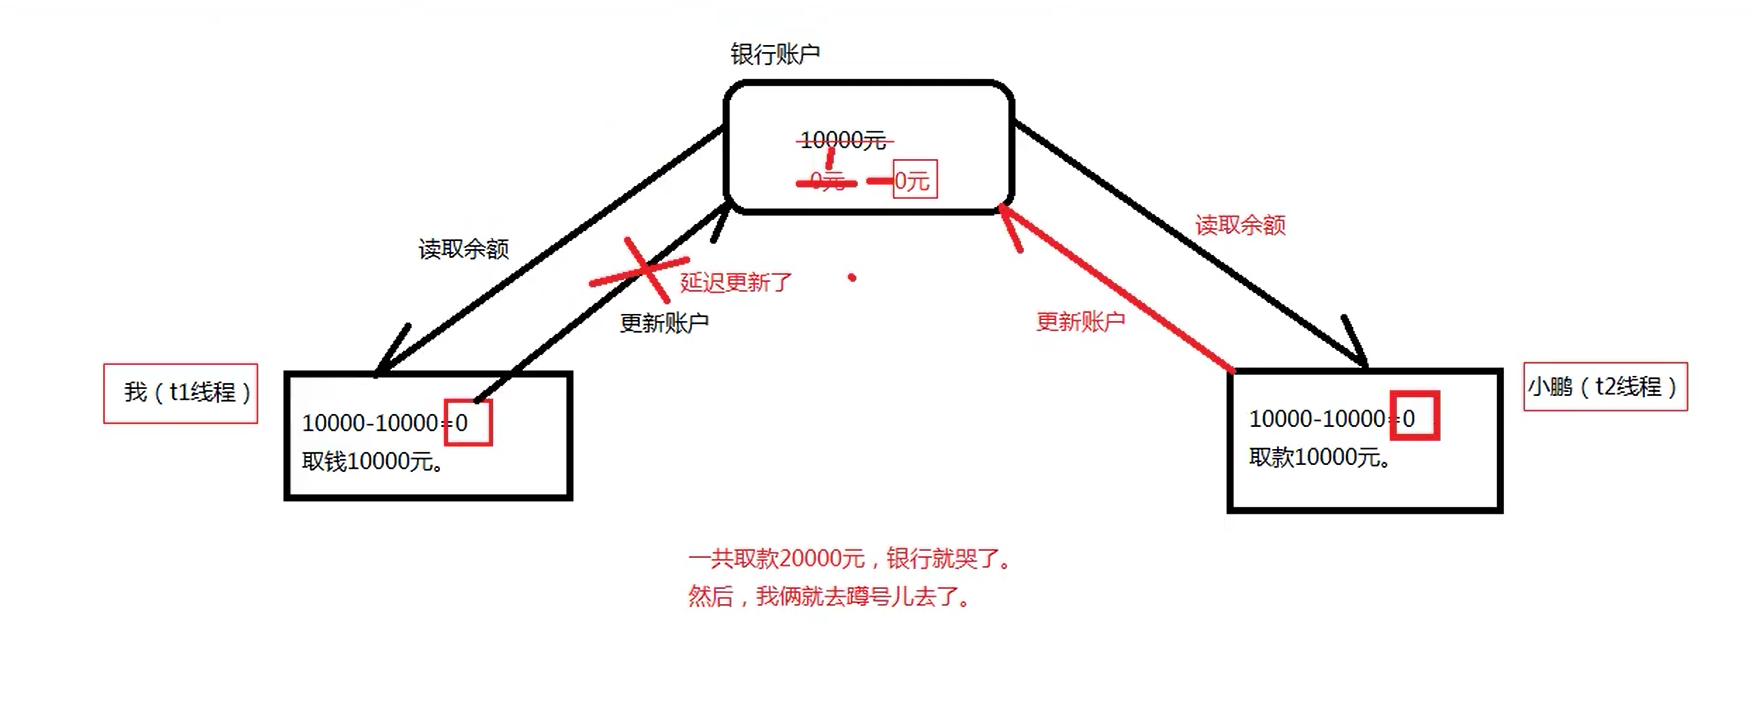 银行账户
10000元
0元
0元
读取余额
读取余额
延迟更新了
更新账户
更新账户
我（t1线程）
小鹏（t2线程）
10000-10000=0
取钱10000元。
10000-10000=0
取款10000元。
一共取款20000元，银行就哭了。
然后，我俩就去蹲号儿去了。